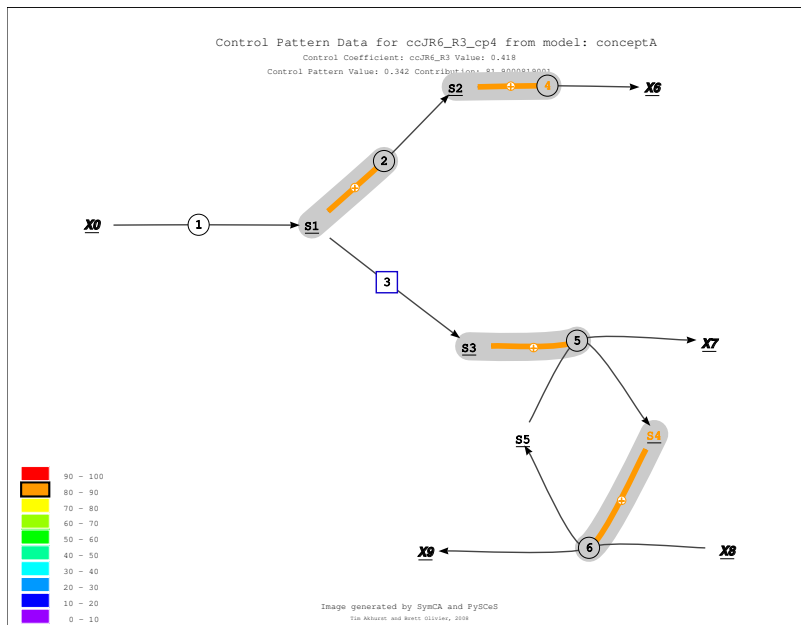 Control Pattern Data for ccJR6_R3_cp4 from model: conceptA
Control Coefficient: ccJR6_R3 Value: 0.418
Control Pattern Value: 0.342 Contribution: 81.8000819001
S2
4
X6
2
X0
1
S1
3
S3
5
X7
S5
S4
6
X9
X8
90 - 100
80 - 90
70 - 80
60 - 70
50 - 60
40 - 50
30 - 40
20 - 30
10 - 20
0 - 10
Image generated by SymCA and PySCeS
Tim Akhurst and Brett Olivier, 2008